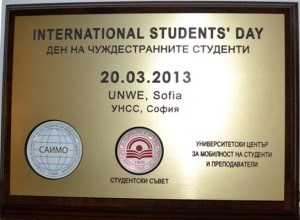 INTERNATIONAL STUDENTS' DAY
ДЕН НА ЧУЖДЕСТРАННИТЕ СТУДЕНТИ
20.03.2013
UNWE, Sofia
УНСС, София
САИМО
СТУДЕНТСКИ СЪВЕТ
УНИВЕРСИТЕТСКИ ЦЕНТЪР
ЗА МОБИЛНОСТ НА СТУДЕНТИ
И ПРЕПОДАВАТЕЛИ